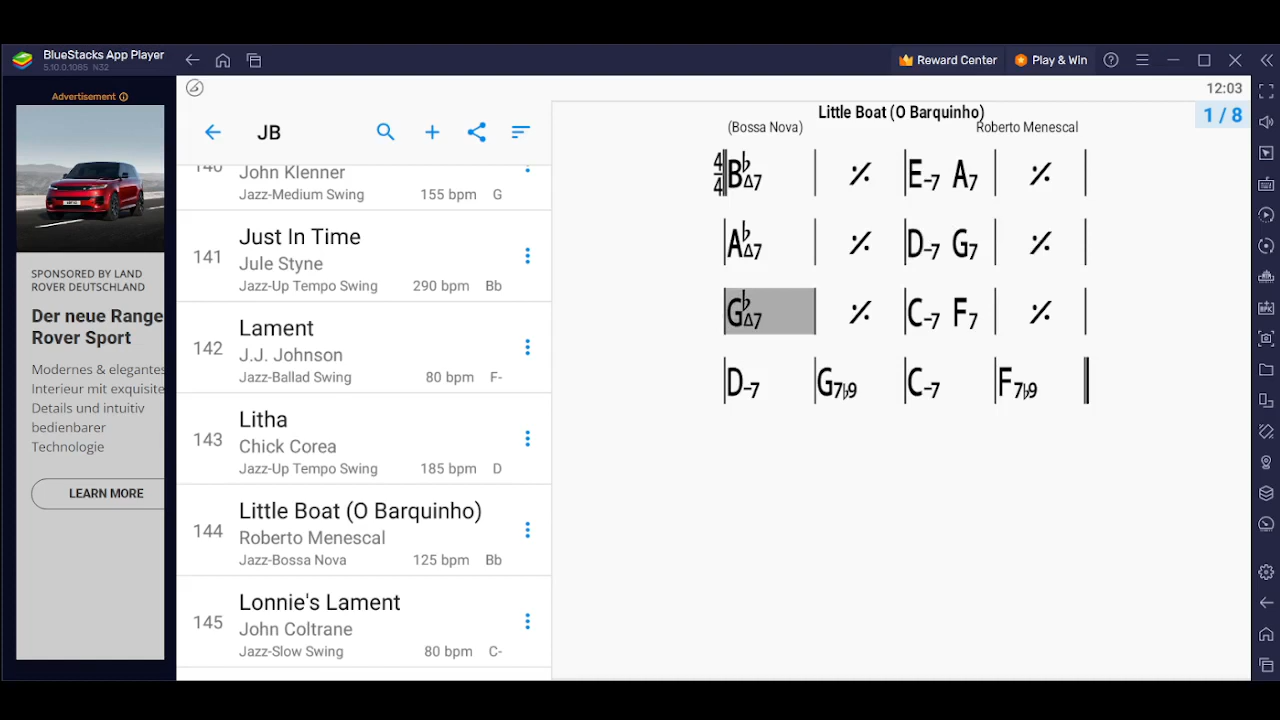 BlueStacks App Player
5.10.0.1085 N32
Reward Center
Play & Win
Advertisement
SPONSORED BY LAND
ROVER DEUTSCHLAND
Der neue Range
Rover Sport
Modernes & elegantes
Interieur mit exquisite
Details und intuitiv
bedienbarer
Technologie
LEARN MORE
JB
140
John Klenner
Jazz-Medium Swing 155 bpm G
141 Just In Time
Jule Styne
Jazz-Up Tempo Swing 290 bpm Bb
142 Lament
J.J. Johnson
Jazz-Ballad Swing 80 bpm F-
143 Litha
Chick Corea
Jazz-Up Tempo Swing 185 bpm D
144 Little Boat (O Barquinho)
Roberto Menescal
Jazz-Bossa Nova 125 bpm Bb
145 Lonnie's Lament
John Coltrane
Jazz-Slow Swing 80 bpm C-
12:03
1 / 8
Little Boat (O Barquinho)
(Bossa Nova) Roberto Menescal
4/4 B♭Δ7 | 𝄎 | E-7 A7 | 𝄎 |
| A♭Δ7 | 𝄎 | D-7 G7 | 𝄎 |
| G♭Δ7 | 𝄎 | C-7 F7 | 𝄎 |
| D-7 | G7♭9 | C-7 | F7♭9 |